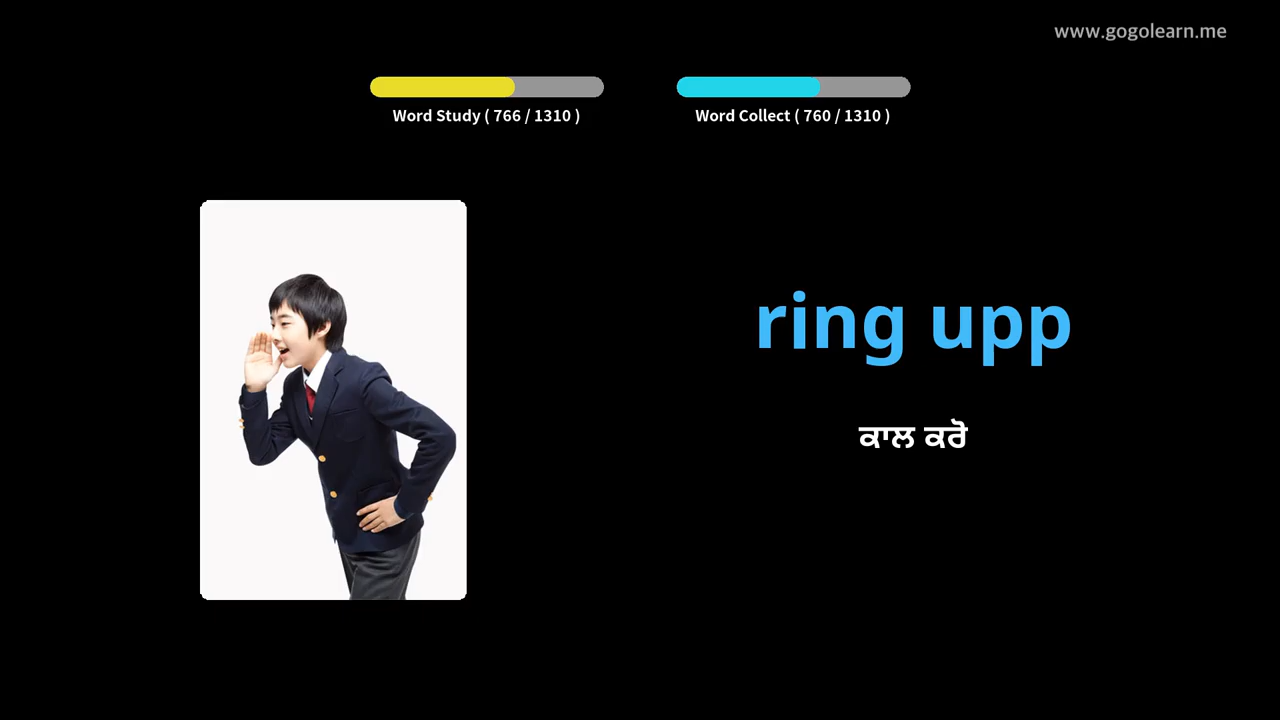 www.gogolearn.me
Word Study ( 766 / 1310 )
Word Collect ( 760 / 1310 )
ring upp
ਕਾਲ ਕਰੋ